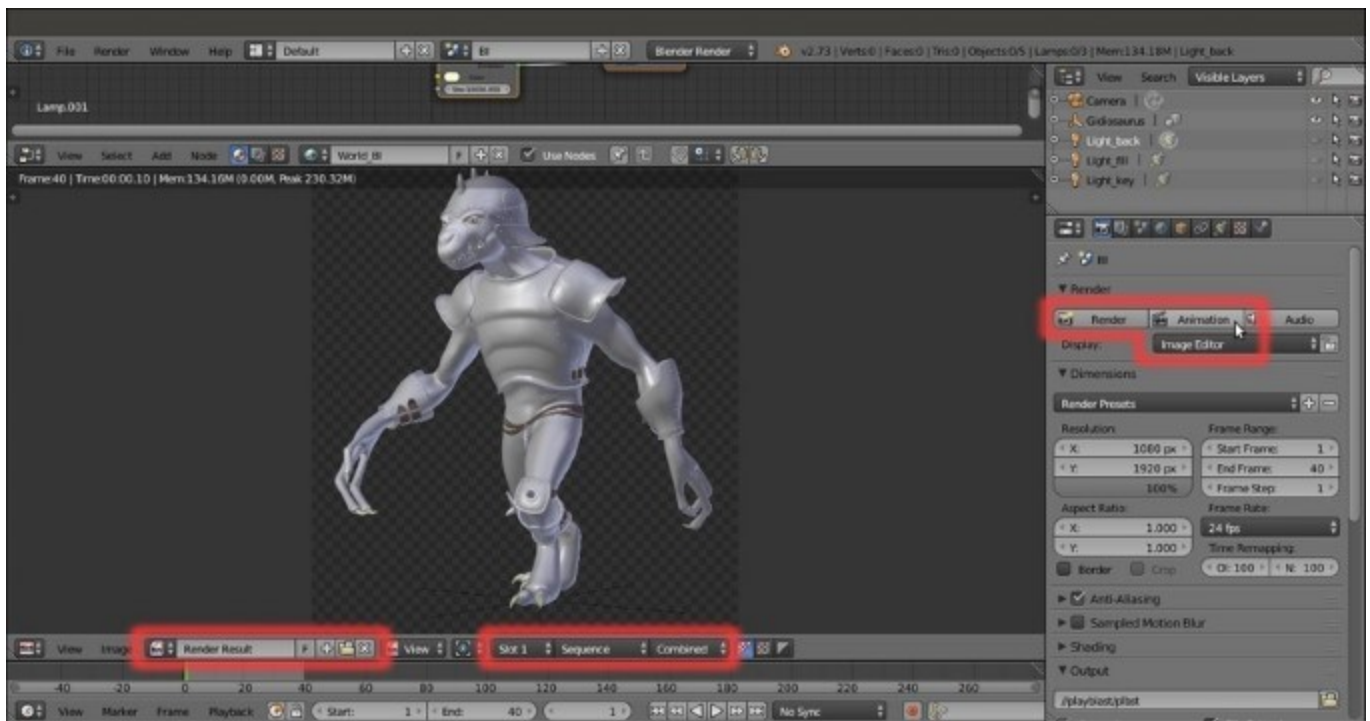 File Render Window Help Default BI Blender Render v2.73 | Verts:0 | Faces:0 | Tris:0 | Objects:0/5 | Lamps:0/3 | Mem:134.18M | Light_back
Lamp.001
View Select Add Node World_BI F Use Nodes
Frame:40 | Time:00:00.10 | Mem:134.16M (0.00M, Peak 230.32M)
View Search Visible Layers
Camera
Gidiosaurus
Light_back
Light_fill
Light_key
BI
Render
Render Animation Audio
Display: Image Editor
Dimensions
Render Presets
Resolution: Frame Range:
X: 1080 px Start Frame: 1
Y: 1920 px End Frame: 40
100% Frame Step: 1
Aspect Ratio: Frame Rate:
X: 1.000 24 fps
Y: 1.000 Time Remapping:
Border Crop Ol: 100 N: 100
Anti-Aliasing
Sampled Motion Blur
Shading
Output
View Image Render Result F View Slot 1 Sequence Combined
-40 -20 0 20 40 60 80 100 120 140 160 180 200 220 240 260
View Marker Frame Playback Start: 1 End: 40 1 No Sync